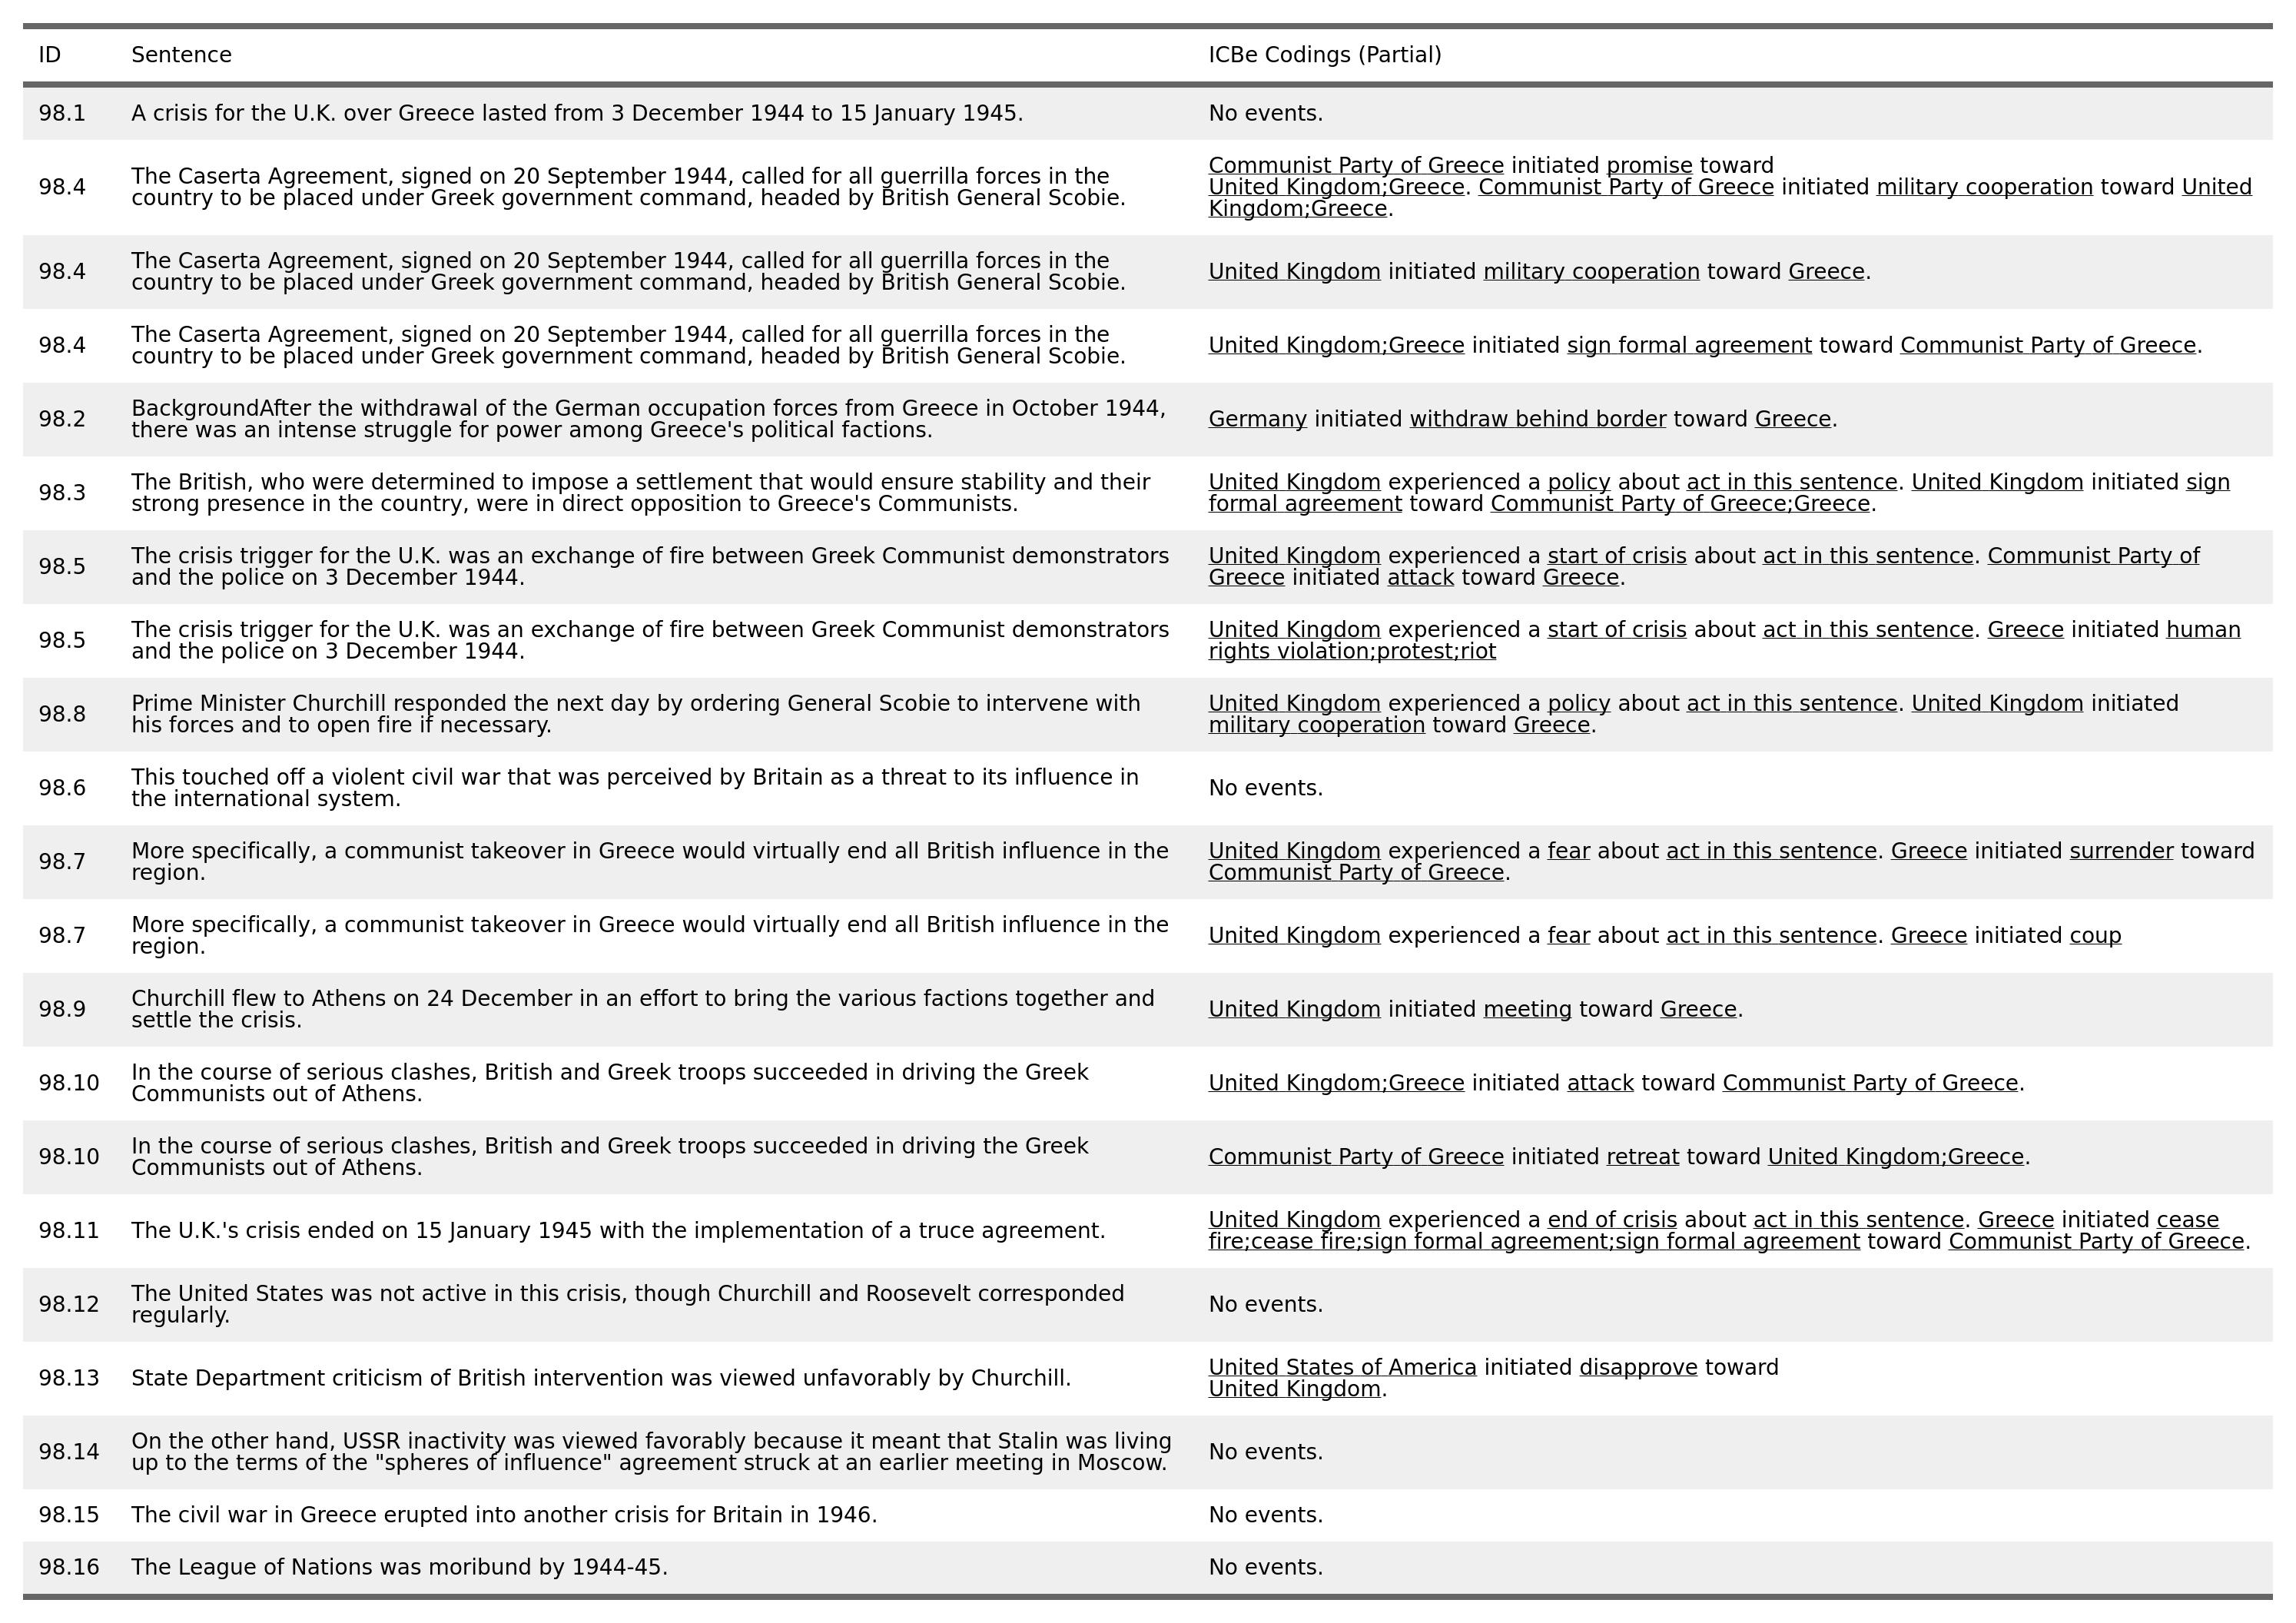 ID Sentence ICBe Codings (Partial)
98.1 A crisis for the U.K. over Greece lasted from 3 December 1944 to 15 January 1945. No events.
98.4 The Caserta Agreement, signed on 20 September 1944, called for all guerrilla forces in the
country to be placed under Greek government command, headed by British General Scobie.
Communist Party of Greece initiated promise toward
United Kingdom;Greece. Communist Party of Greece initiated military cooperation toward United
Kingdom;Greece.
98.4 The Caserta Agreement, signed on 20 September 1944, called for all guerrilla forces in the
country to be placed under Greek government command, headed by British General Scobie.
United Kingdom initiated military cooperation toward Greece.
98.4 The Caserta Agreement, signed on 20 September 1944, called for all guerrilla forces in the
country to be placed under Greek government command, headed by British General Scobie.
United Kingdom;Greece initiated sign formal agreement toward Communist Party of Greece.
98.2 BackgroundAfter the withdrawal of the German occupation forces from Greece in October 1944,
there was an intense struggle for power among Greece's political factions.
Germany initiated withdraw behind border toward Greece.
98.3 The British, who were determined to impose a settlement that would ensure stability and their
strong presence in the country, were in direct opposition to Greece's Communists.
United Kingdom experienced a policy about act in this sentence. United Kingdom initiated sign
formal agreement toward Communist Party of Greece;Greece.
98.5 The crisis trigger for the U.K. was an exchange of fire between Greek Communist demonstrators
and the police on 3 December 1944.
United Kingdom experienced a start of crisis about act in this sentence. Communist Party of
Greece initiated attack toward Greece.
98.5 The crisis trigger for the U.K. was an exchange of fire between Greek Communist demonstrators
and the police on 3 December 1944.
United Kingdom experienced a start of crisis about act in this sentence. Greece initiated human
rights violation;protest;riot
98.8 Prime Minister Churchill responded the next day by ordering General Scobie to intervene with
his forces and to open fire if necessary.
United Kingdom experienced a policy about act in this sentence. United Kingdom initiated
military cooperation toward Greece.
98.6 This touched off a violent civil war that was perceived by Britain as a threat to its influence in
the international system.
No events.
98.7 More specifically, a communist takeover in Greece would virtually end all British influence in the
region.
United Kingdom experienced a fear about act in this sentence. Greece initiated surrender toward
Communist Party of Greece.
98.7 More specifically, a communist takeover in Greece would virtually end all British influence in the
region.
United Kingdom experienced a fear about act in this sentence. Greece initiated coup
98.9 Churchill flew to Athens on 24 December in an effort to bring the various factions together and
settle the crisis.
United Kingdom initiated meeting toward Greece.
98.10 In the course of serious clashes, British and Greek troops succeeded in driving the Greek
Communists out of Athens.
United Kingdom;Greece initiated attack toward Communist Party of Greece.
98.10 In the course of serious clashes, British and Greek troops succeeded in driving the Greek
Communists out of Athens.
Communist Party of Greece initiated retreat toward United Kingdom;Greece.
98.11 The U.K.'s crisis ended on 15 January 1945 with the implementation of a truce agreement.
United Kingdom experienced a end of crisis about act in this sentence. Greece initiated cease
fire;cease fire;sign formal agreement;sign formal agreement toward Communist Party of Greece.
98.12 The United States was not active in this crisis, though Churchill and Roosevelt corresponded
regularly.
No events.
98.13 State Department criticism of British intervention was viewed unfavorably by Churchill.
United States of America initiated disapprove toward
United Kingdom.
98.14 On the other hand, USSR inactivity was viewed favorably because it meant that Stalin was living
up to the terms of the "spheres of influence" agreement struck at an earlier meeting in Moscow.
No events.
98.15 The civil war in Greece erupted into another crisis for Britain in 1946. No events.
98.16 The League of Nations was moribund by 1944-45. No events.